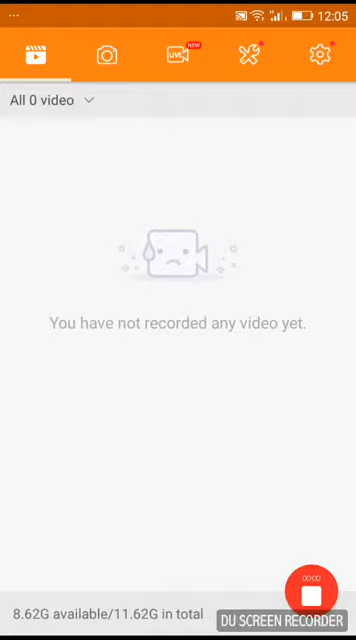 12:05
LIVE
NEW
All 0 video
You have not recorded any video yet.
00:00
8.62G available/11.62G in total
DU SCREEN RECORDER